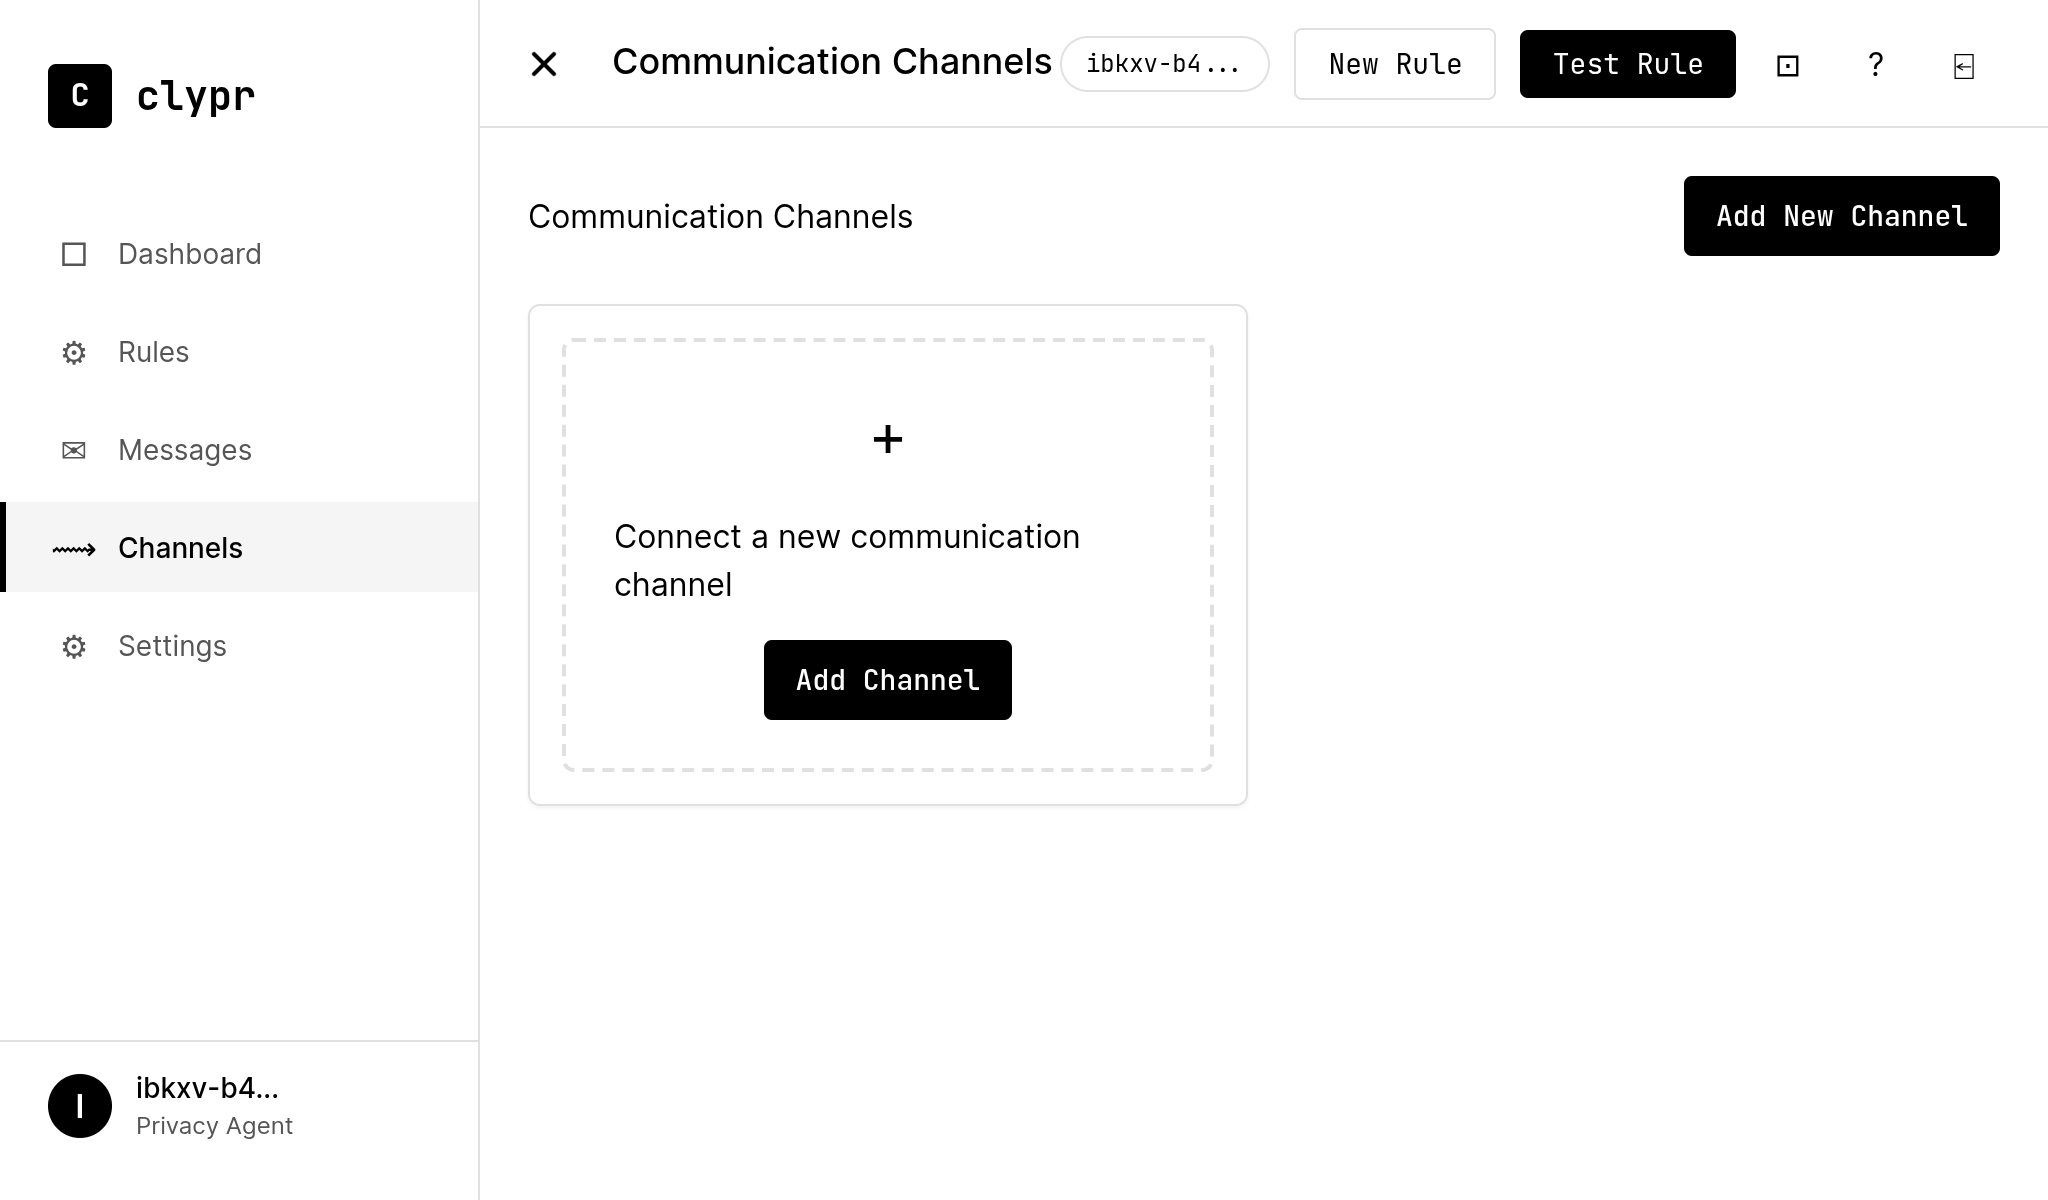 C clypr
Dashboard
Rules
Messages
Channels
Settings
I
ibkxv-b4...
Privacy Agent
Communication Channels
ibkxv-b4...
New Rule
Test Rule
?
Communication Channels
Add New Channel
+
Connect a new communication
channel
Add Channel